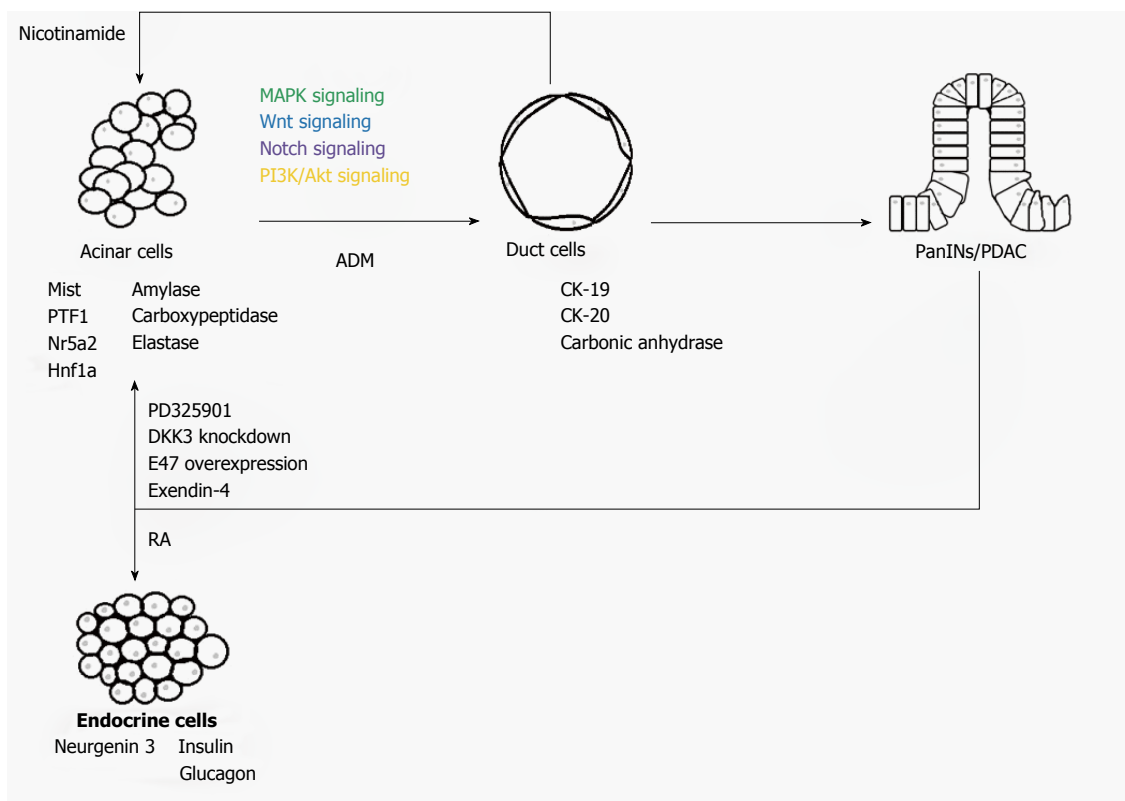 Nicotinamide
MAPK signaling
Wnt signaling
Notch signaling
PI3K/Akt signaling
ADM
Acinar cells
Duct cells
PanINs/PDAC
Mist Amylase
PTF1 Carboxypeptidase
Nr5a2 Elastase
Hnf1a
CK-19
CK-20
Carbonic anhydrase
PD325901
DKK3 knockdown
E47 overexpression
Exendin-4
RA
Endocrine cells
Neurgenin 3 Insulin
Glucagon